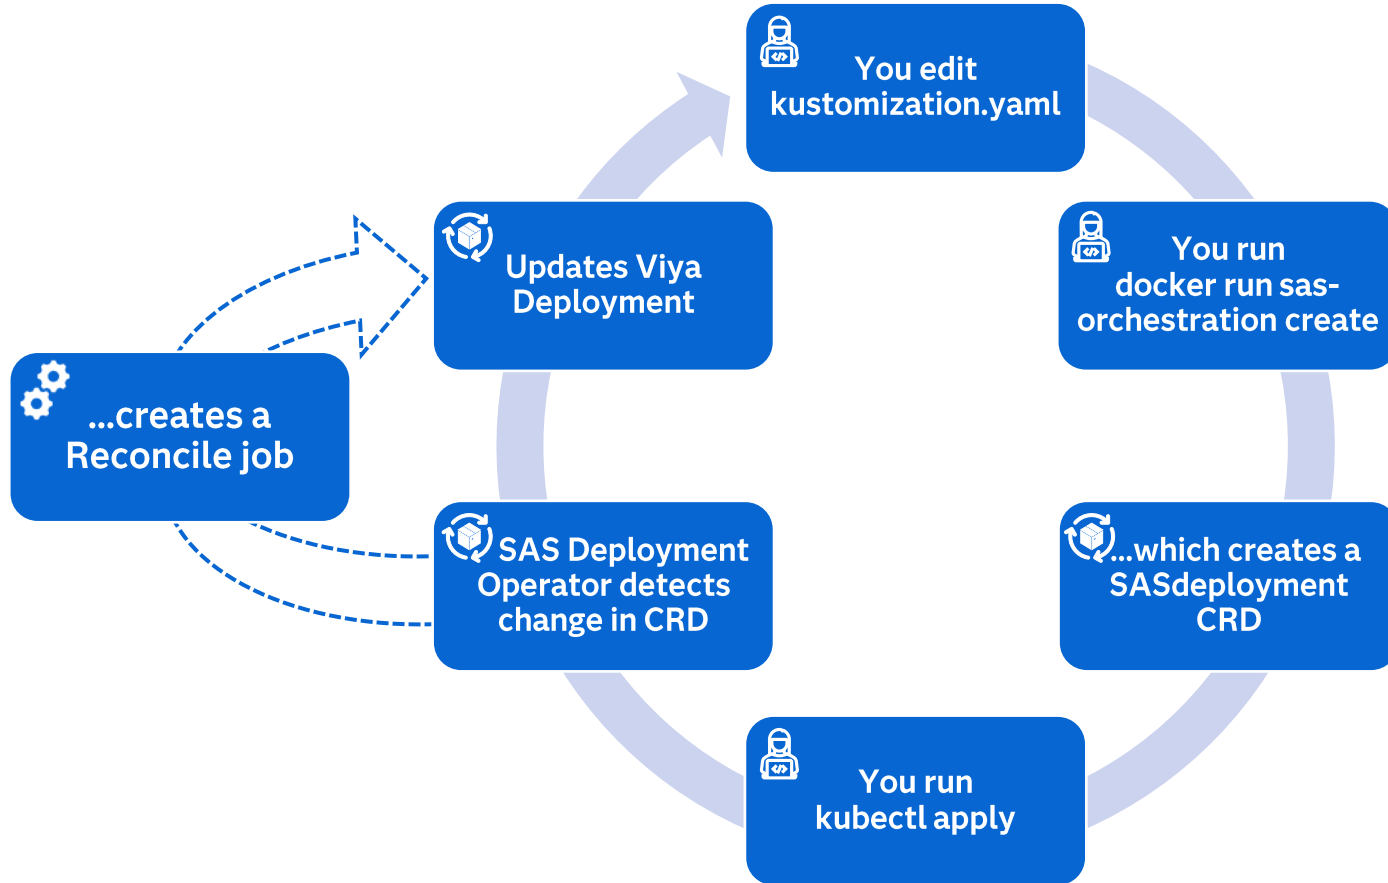 You edit
kustomization.yaml
You run
docker run sas-
orchestration create
...which creates a
SASdeployment
CRD
You run
kubectl apply
SAS Deployment
Operator detects
change in CRD
...creates a
Reconcile job
Updates Viya
Deployment